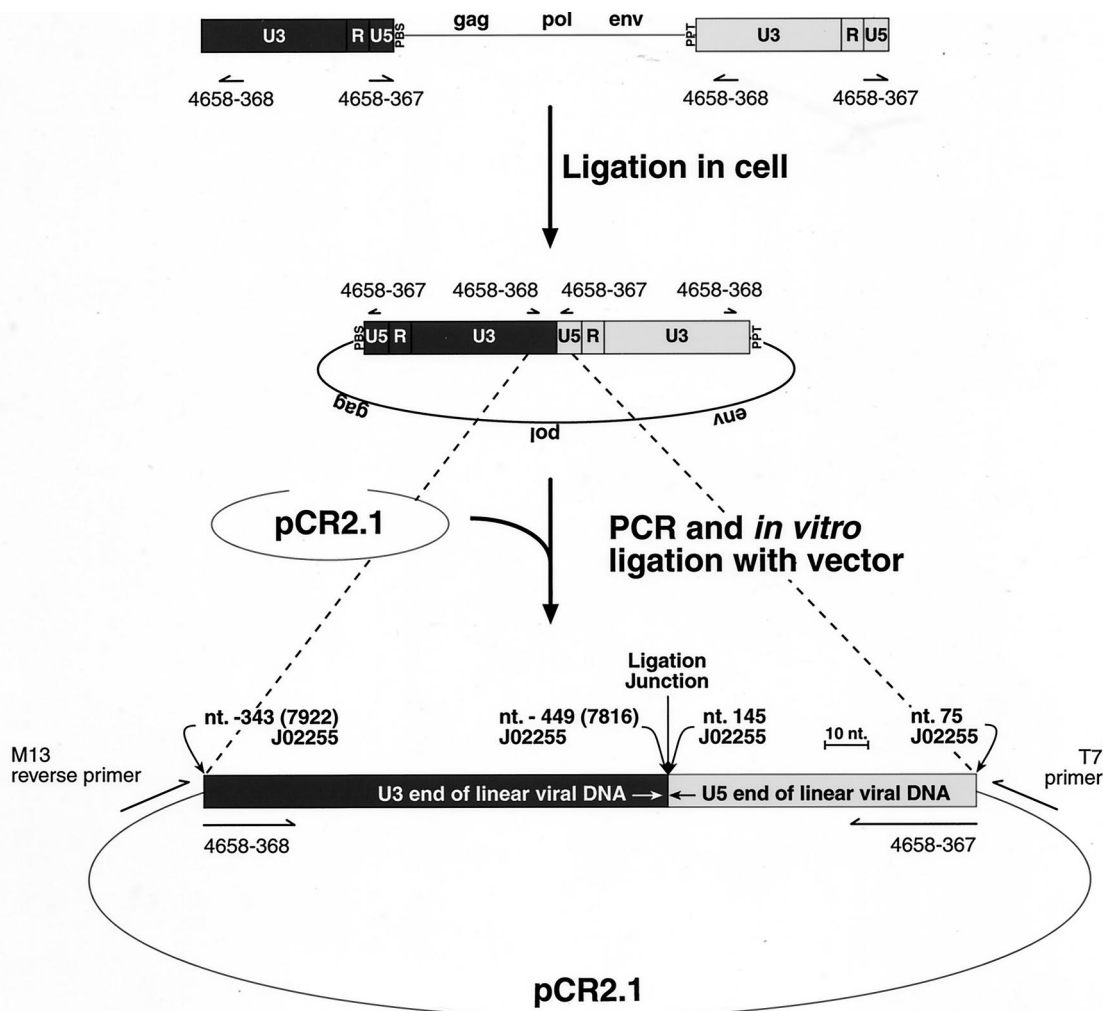 gag pol env
U3 R U5 PBS PPT U3 R U5
4658-368 4658-367 4658-368 4658-367
Ligation in cell
4658-367 4658-368 4658-367 4658-368
PBS U5 R U3 U5 R U3 PPT
gag pol env
pCR2.1
PCR and in vitro
ligation with vector
Ligation
Junction
nt. -343 (7922) nt. - 449 (7816) nt. 145 10 nt. nt. 75
J02255 J02255 J02255 J02255
M13
reverse primer
T7
primer
U3 end of linear viral DNA U5 end of linear viral DNA
4658-368 4658-367
pCR2.1